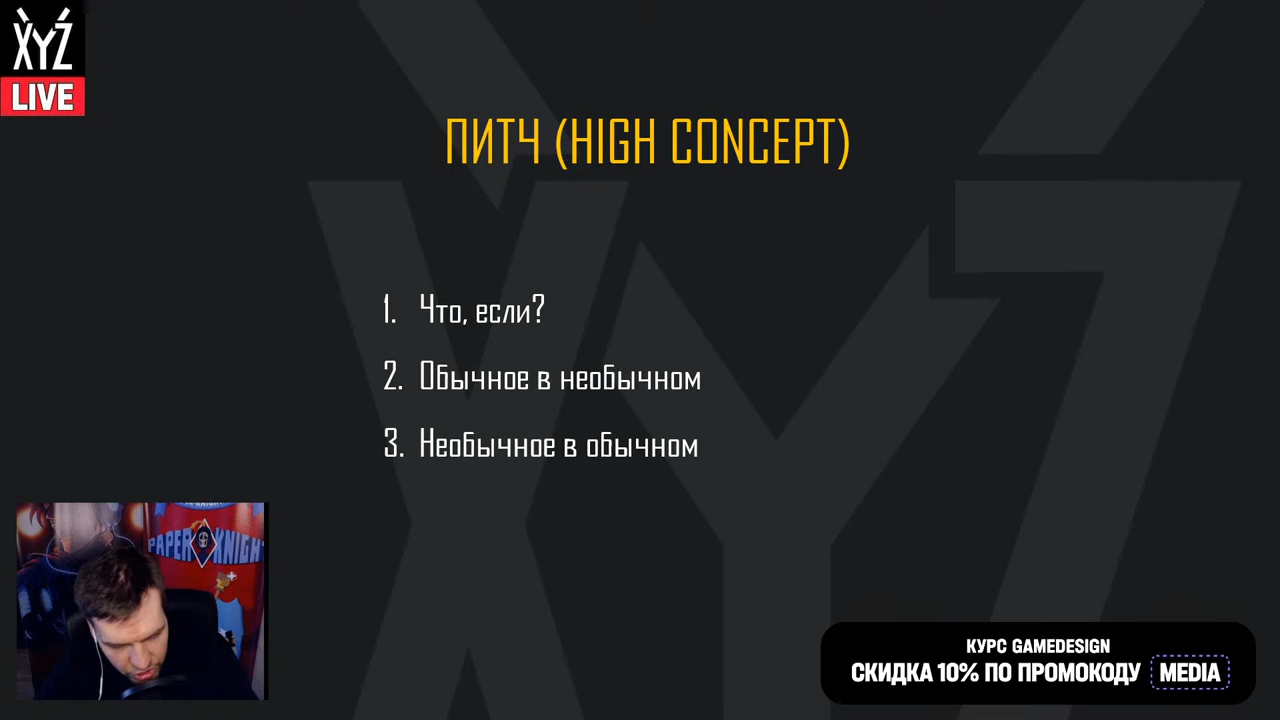 XYZ
LIVE
ПИТЧ (HIGH CONCEPT)
1. Что, если?
2. Обычное в необычном
3. Необычное в обычном
PAPER KNIGHT
КУРС GAMEDESIGN
СКИДКА 10% ПО ПРОМОКОДУ MEDIA